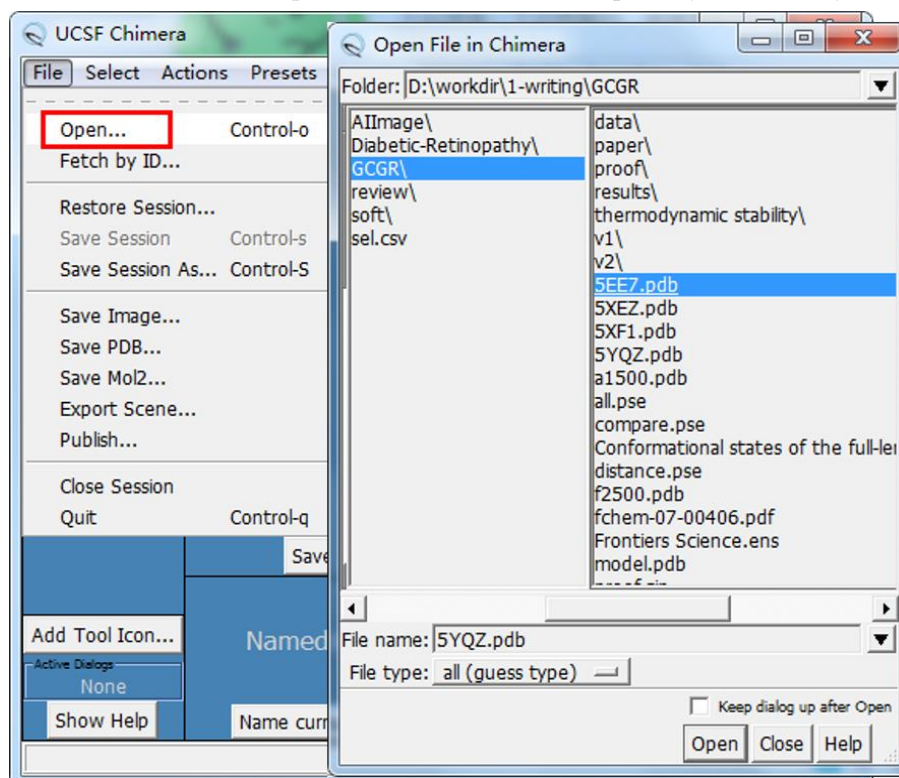 UCSF Chimera
File Select Actions Presets
Open... Control-o
Fetch by ID...
Restore Session...
Save Session Control-s
Save Session As... Control-S
Save Image...
Save PDB...
Save Mol2...
Export Scene...
Publish...
Close Session
Quit Control-q
Save
Add Tool Icon...
Named
Active Dialogs
None
Show Help
Name curr
Open File in Chimera
Folder: D:\workdir\1-writing\GCGR
AIImage\
Diabetic-Retinopathy\
GCGR\
review\
soft\
sel.csv
data\
paper\
proof\
results\
thermodynamic stability\
v1\
v2\
5EE7.pdb
5XEZ.pdb
5XF1.pdb
5YQZ.pdb
a1500.pdb
all.pse
compare.pse
Conformational states of the full-ler
distance.pse
f2500.pdb
fchem-07-00406.pdf
Frontiers Science.ens
model.pdb
File name: 5YQZ.pdb
File type: all (guess type)
Keep dialog up after Open
Open Close Help